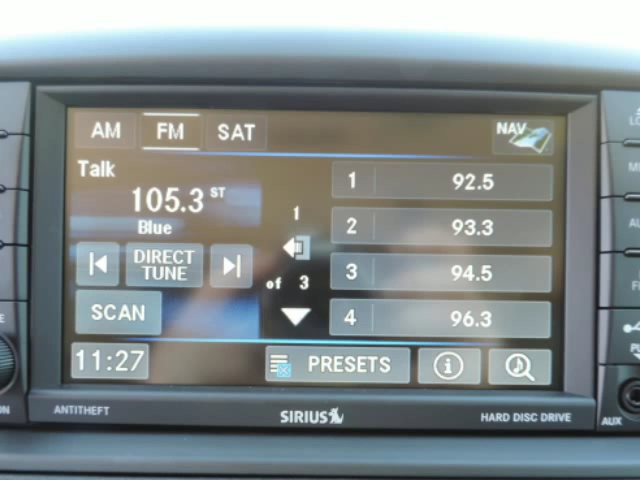 AM FM SAT NAV
Talk
105.3 ST
Blue
DIRECT
TUNE
SCAN
11:27
1
of 3
1 92.5
2 93.3
3 94.5
4 96.3
PRESETS
ANTITHEFT
SIRIUS
HARD DISC DRIVE
AUX